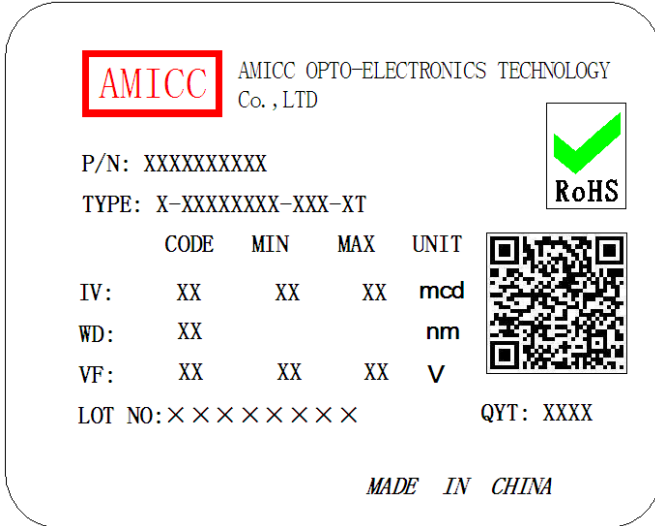 AMICC
AMICC OPTO-ELECTRONICS TECHNOLOGY
Co.,LTD
RoHS
P/N: XXXXXXXXXX
TYPE: X-XXXXXXXX-XXX-XT
CODE MIN MAX UNIT
IV: XX XX XX mcd
WD: XX nm
VF: XX XX XX V
LOT NO:×××××××× QYT: XXXX
MADE IN CHINA